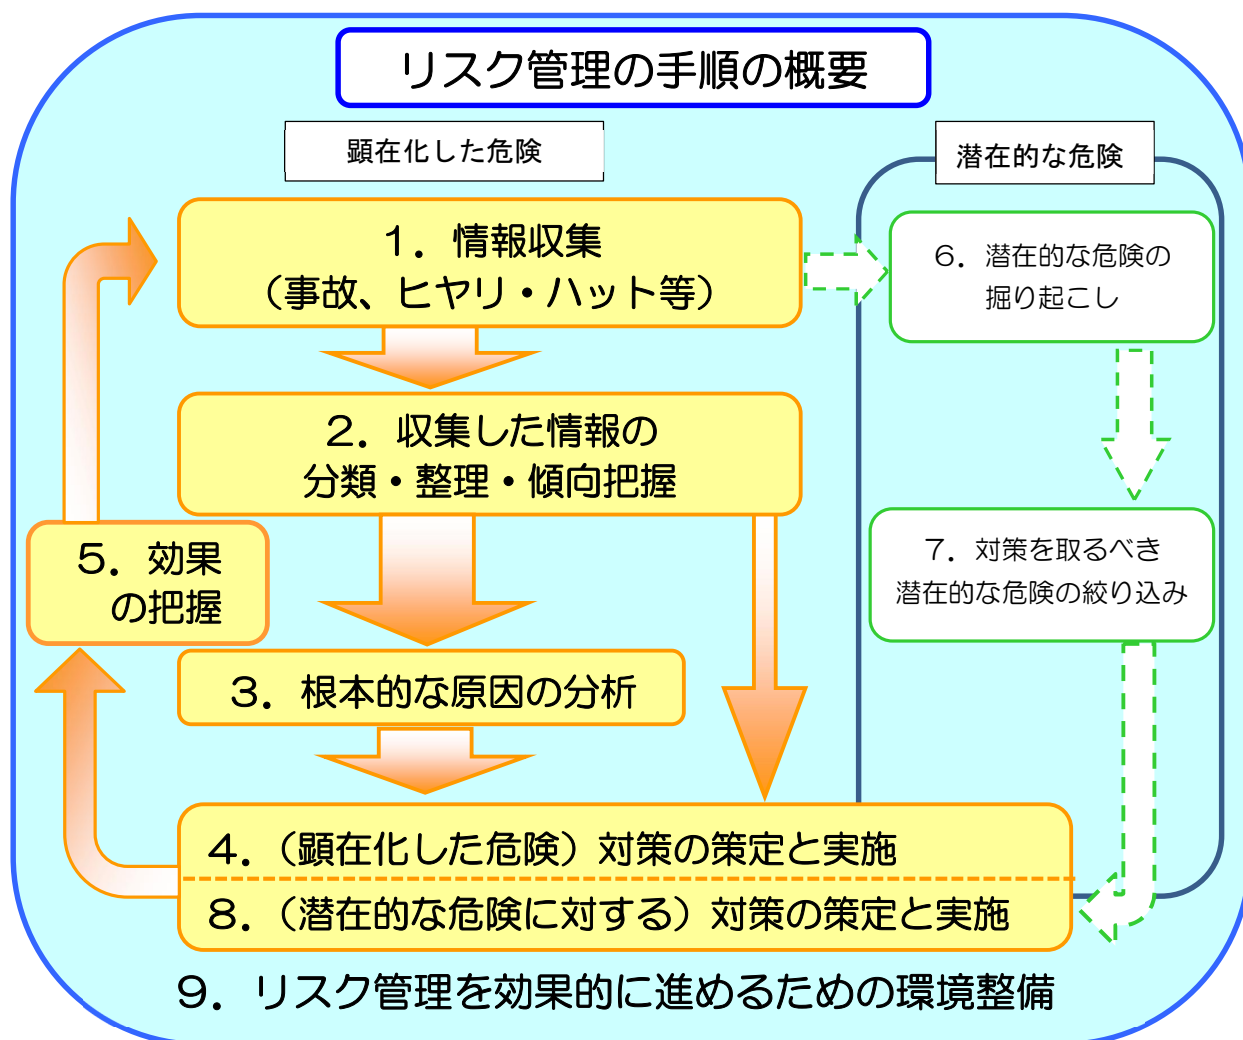 リスク管理の手順の概要
顕在化した危険
潜在的な危険
１．情報収集
（事故、ヒヤリ・ハット等）
６．潜在的な危険の
掘り起こし
２．収集した情報の
分類・整理・傾向把握
５．効果
の把握
７．対策を取るべき
潜在的な危険の絞り込み
３．根本的な原因の分析
４．（顕在化した危険）対策の策定と実施
８．（潜在的な危険に対する）対策の策定と実施
９．リスク管理を効果的に進めるための環境整備